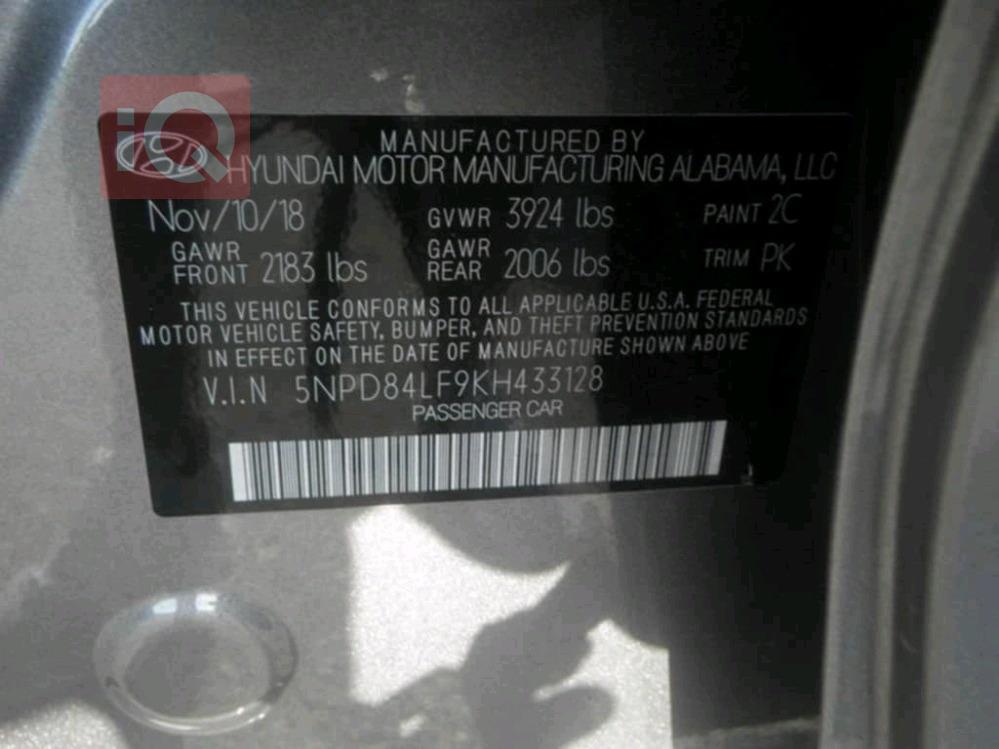 iQ
MANUFACTURED BY
HYUNDAI MOTOR MANUFACTURING ALABAMA, LLC
Nov/10/18 GVWR 3924 lbs PAINT 2C
GAWR FRONT 2183 lbs GAWR REAR 2006 lbs TRIM PK
THIS VEHICLE CONFORMS TO ALL APPLICABLE U.S.A. FEDERAL
MOTOR VEHICLE SAFETY, BUMPER, AND THEFT PREVENTION STANDARDS
IN EFFECT ON THE DATE OF MANUFACTURE SHOWN ABOVE
V.I.N 5NPD84LF9KH433128
PASSENGER CAR